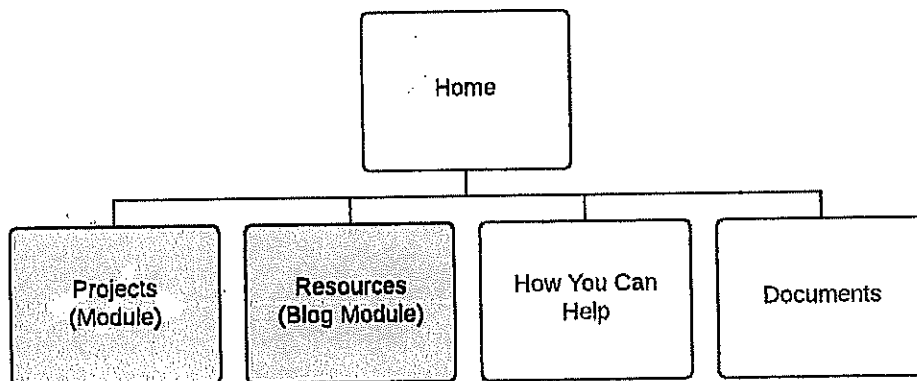 Home
Projects
(Module)
Resources
(Blog Module)
How You Can
Help
Documents